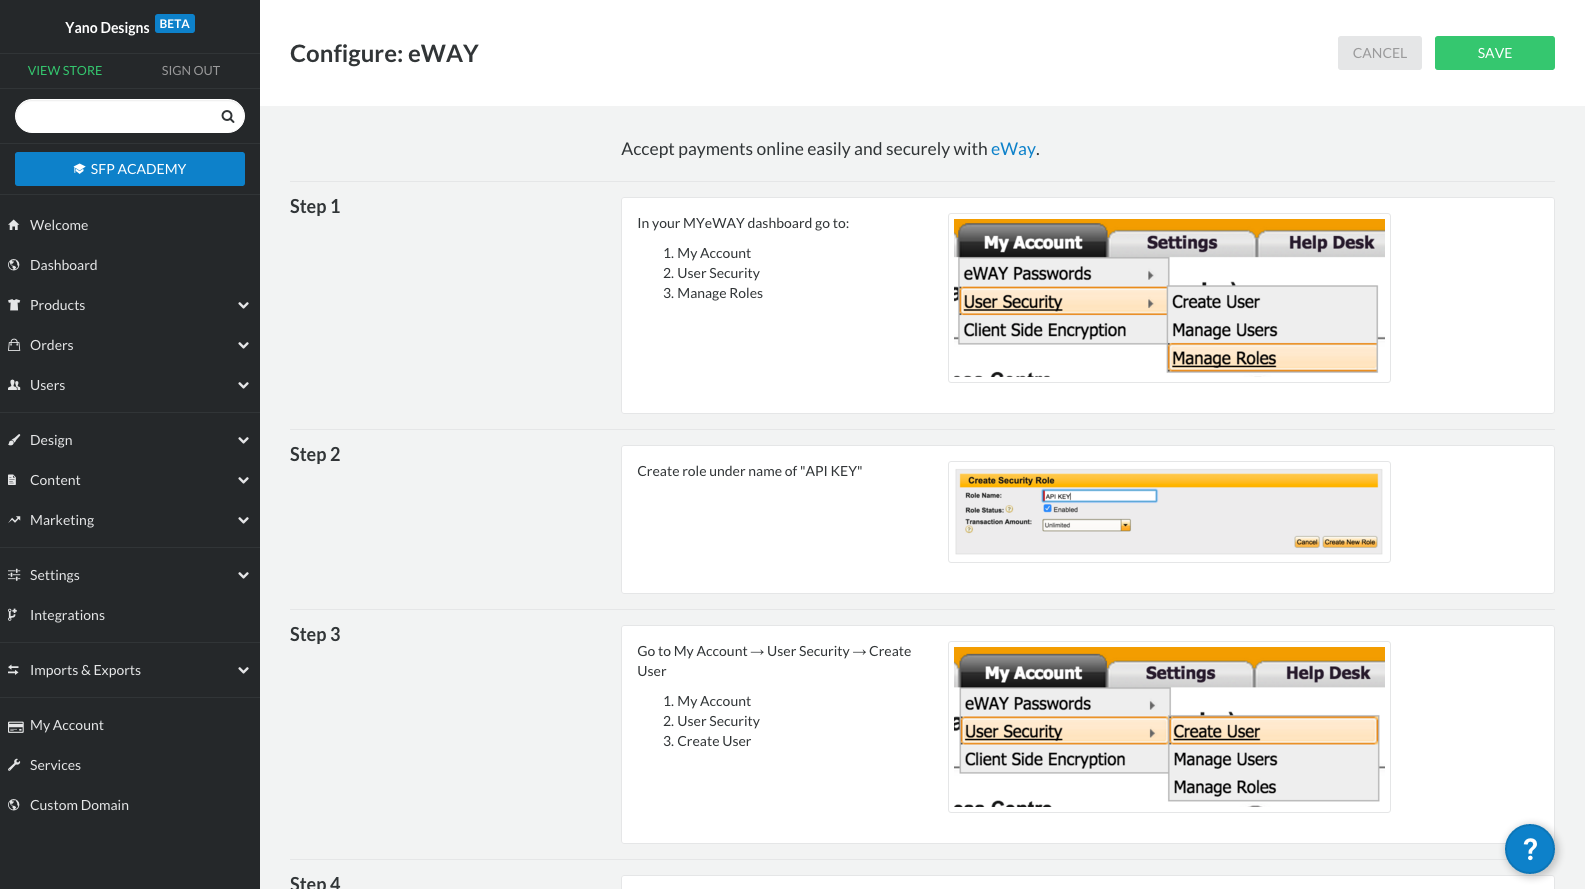 Yano Designs BETA
VIEW STORE
SIGN OUT
SFP ACADEMY
Welcome
Dashboard
Products
Orders
Users
Design
Content
Marketing
Settings
Integrations
Imports & Exports
My Account
Services
Custom Domain
Configure: eWAY
CANCEL
SAVE
Accept payments online easily and securely with eWay.
Step 1
In your MYeWAY dashboard go to:
1. My Account
2. User Security
3. Manage Roles
My Account Settings Help Desk
eWAY Passwords
User Security
Client Side Encryption
Create User
Manage Users
Manage Roles
Step 2
Create role under name of "API KEY"
Create Security Role
Role Name: API KEY
Role Status: Enabled
Transaction Amount: Unlimited
Cancel Create New Role
Step 3
Go to My Account → User Security → Create
User
1. My Account
2. User Security
3. Create User
My Account Settings Help Desk
eWAY Passwords
User Security
Client Side Encryption
Create User
Manage Users
Manage Roles
Step 4
?